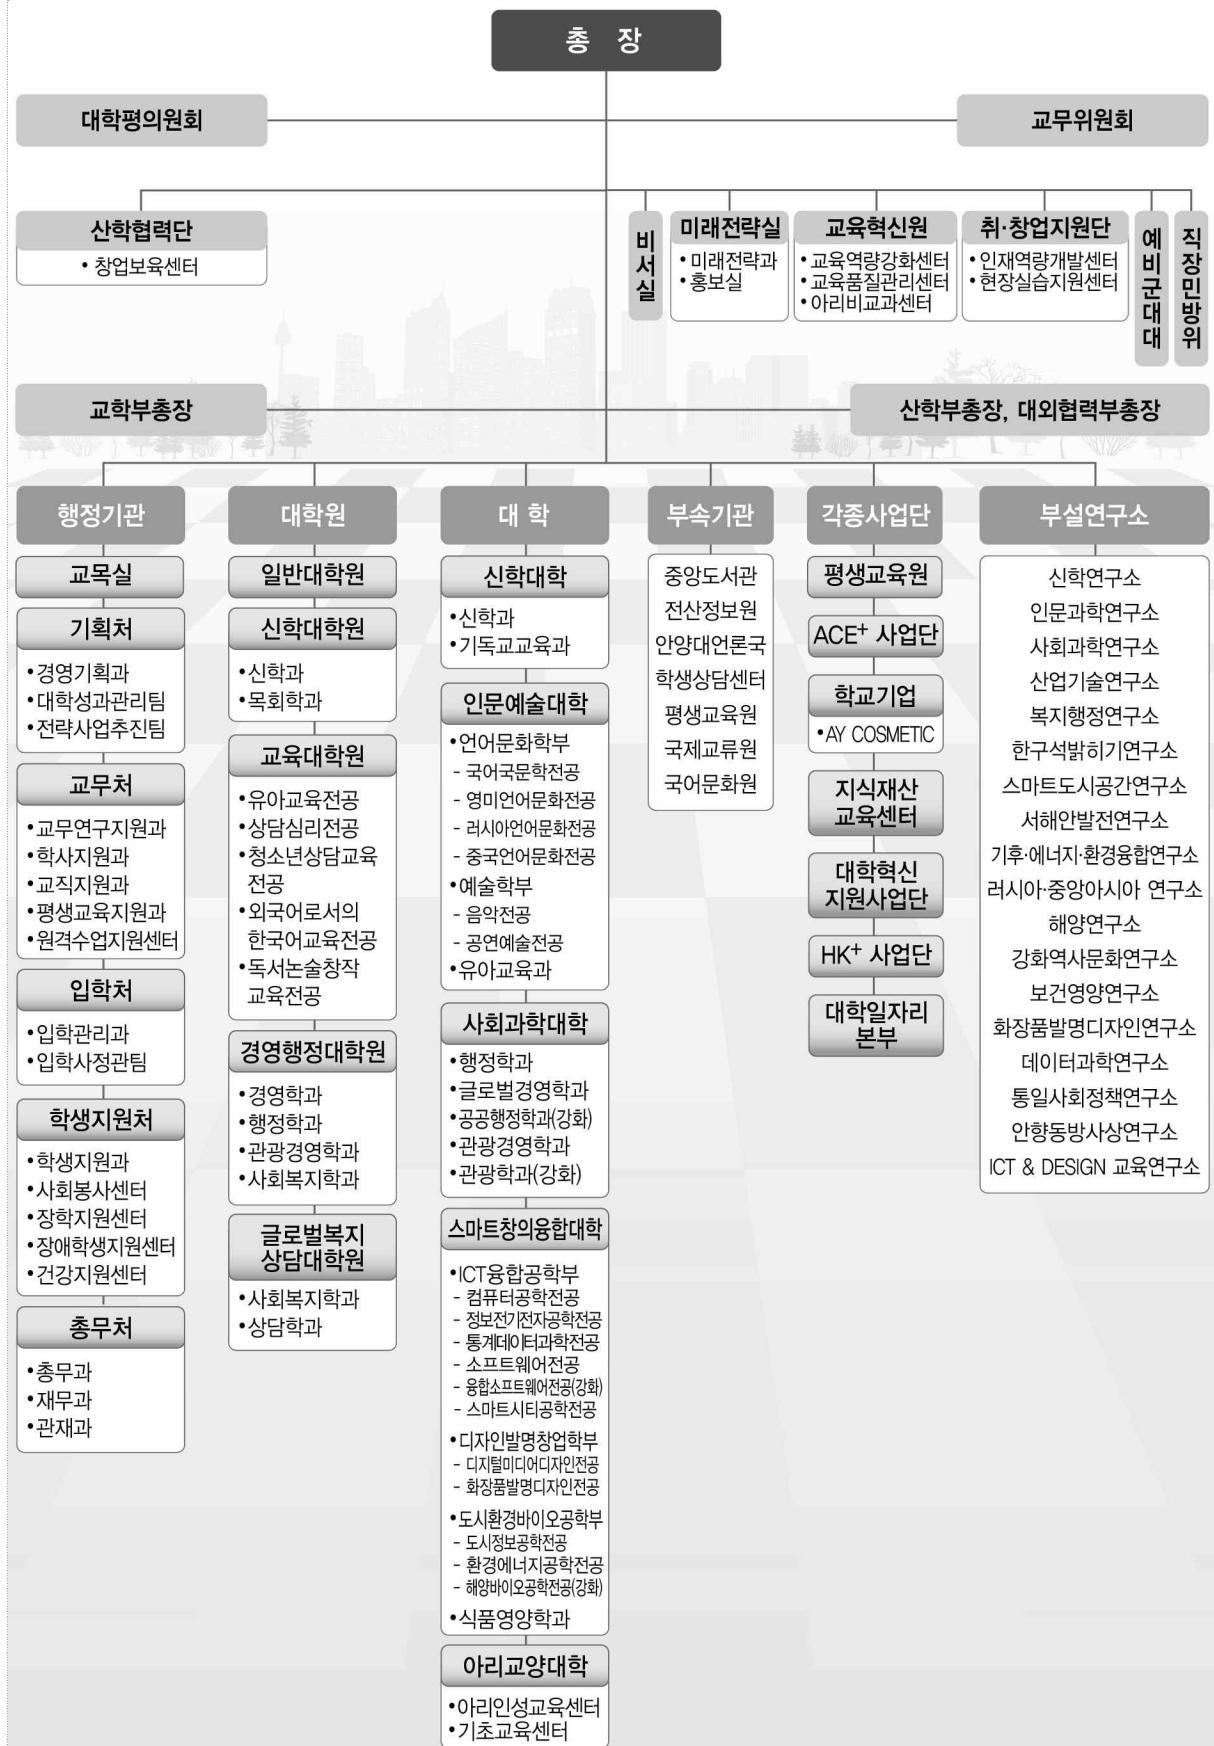 총 장
대학평의원회
교무위원회
산학협력단
• 창업보육센터
비서실
미래전략실
• 미래전략과
• 홍보실
교육혁신원
• 교육역량강화센터
• 교육품질관리센터
• 아리비교과센터
취·창업지원단
• 인재역량개발센터
• 현장실습지원센터
예비군대대
직장민방위
교학부총장
산학부총장, 대외협력부총장
행정기관
교목실
기획처
• 경영기획과
• 대학성과관리팀
• 전략사업추진팀
교무처
• 교무연구지원과
• 학사지원과
• 교직지원과
• 평생교육지원과
• 원격수업지원센터
입학처
• 입학관리과
• 입학사정관팀
학생지원처
• 학생지원과
• 사회봉사센터
• 장학지원센터
• 장애학생지원센터
• 건강지원센터
총무처
• 총무과
• 재무과
• 관재과
대학원
일반대학원
신학대학원
• 신학과
• 목회학과
교육대학원
• 유아교육전공
• 상담심리전공
• 청소년상담교육
전공
• 외국어로서의
한국어교육전공
• 독서논술창작
교육전공
경영행정대학원
• 경영학과
• 행정학과
• 관광경영학과
• 사회복지학과
글로벌복지
상담대학원
• 사회복지학과
• 상담학과
대 학
신학대학
• 신학과
• 기독교교육과
인문예술대학
• 언어문화학부
- 국어국문학전공
- 영미언어문화전공
- 러시아언어문화전공
- 중국언어문화전공
• 예술학부
- 음악전공
- 공연예술전공
• 유아교육과
사회과학대학
• 행정학과
• 글로벌경영학과
• 공공행정학과(강화)
• 관광경영학과
• 관광학과(강화)
스마트창의융합대학
• ICT융합공학부
- 컴퓨터공학전공
- 정보전기전자공학전공
- 통계데이터과학전공
- 소프트웨어전공
- 융합소프트웨어전공(강화)
- 스마트시티공학전공
• 디자인발명창업학부
- 디지털미디어디자인전공
- 화장품발명디자인전공
• 도시환경바이오공학부
- 도시정보공학전공
- 환경에너지공학전공
- 해양바이오공학전공(강화)
• 식품영양학과
아리교양대학
• 아리인성교육센터
• 기초교육센터
부속기관
중앙도서관
전산정보원
안양대언론국
학생상담센터
평생교육원
국제교류원
국어문화원
각종사업단
평생교육원
ACE+ 사업단
학교기업
• AY COSMETIC
지식재산
교육센터
대학혁신
지원사업단
HK+ 사업단
대학일자리
본부
부설연구소
신학연구소
인문과학연구소
사회과학연구소
산업기술연구소
복지행정연구소
한구석밝히기연구소
스마트도시공간연구소
서해안발전연구소
기후·에너지·환경융합연구소
러시아·중앙아시아 연구소
해양연구소
강화역사문화연구소
보건영양연구소
화장품발명디자인연구소
데이터과학연구소
통일사회정책연구소
안향동방사상연구소
ICT & DESIGN 교육연구소